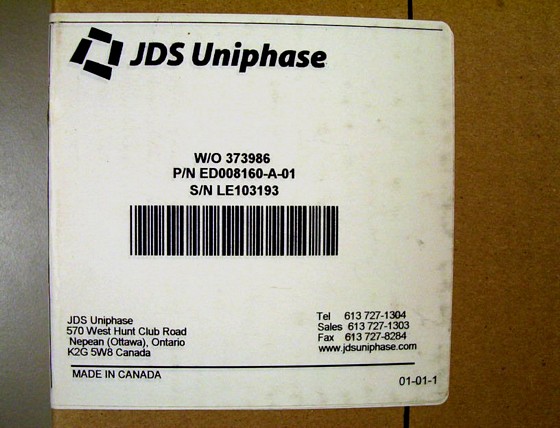 JDS Uniphase
W/O 373986
P/N ED008160-A-01
S/N LE103193
JDS Uniphase
570 West Hunt Club Road
Nepean (Ottawa), Ontario
K2G 5W8 Canada
Tel 613 727-1304
Sales 613 727-1303
Fax 613 727-8284
www.jdsuniphase.com
MADE IN CANADA
01-01-1